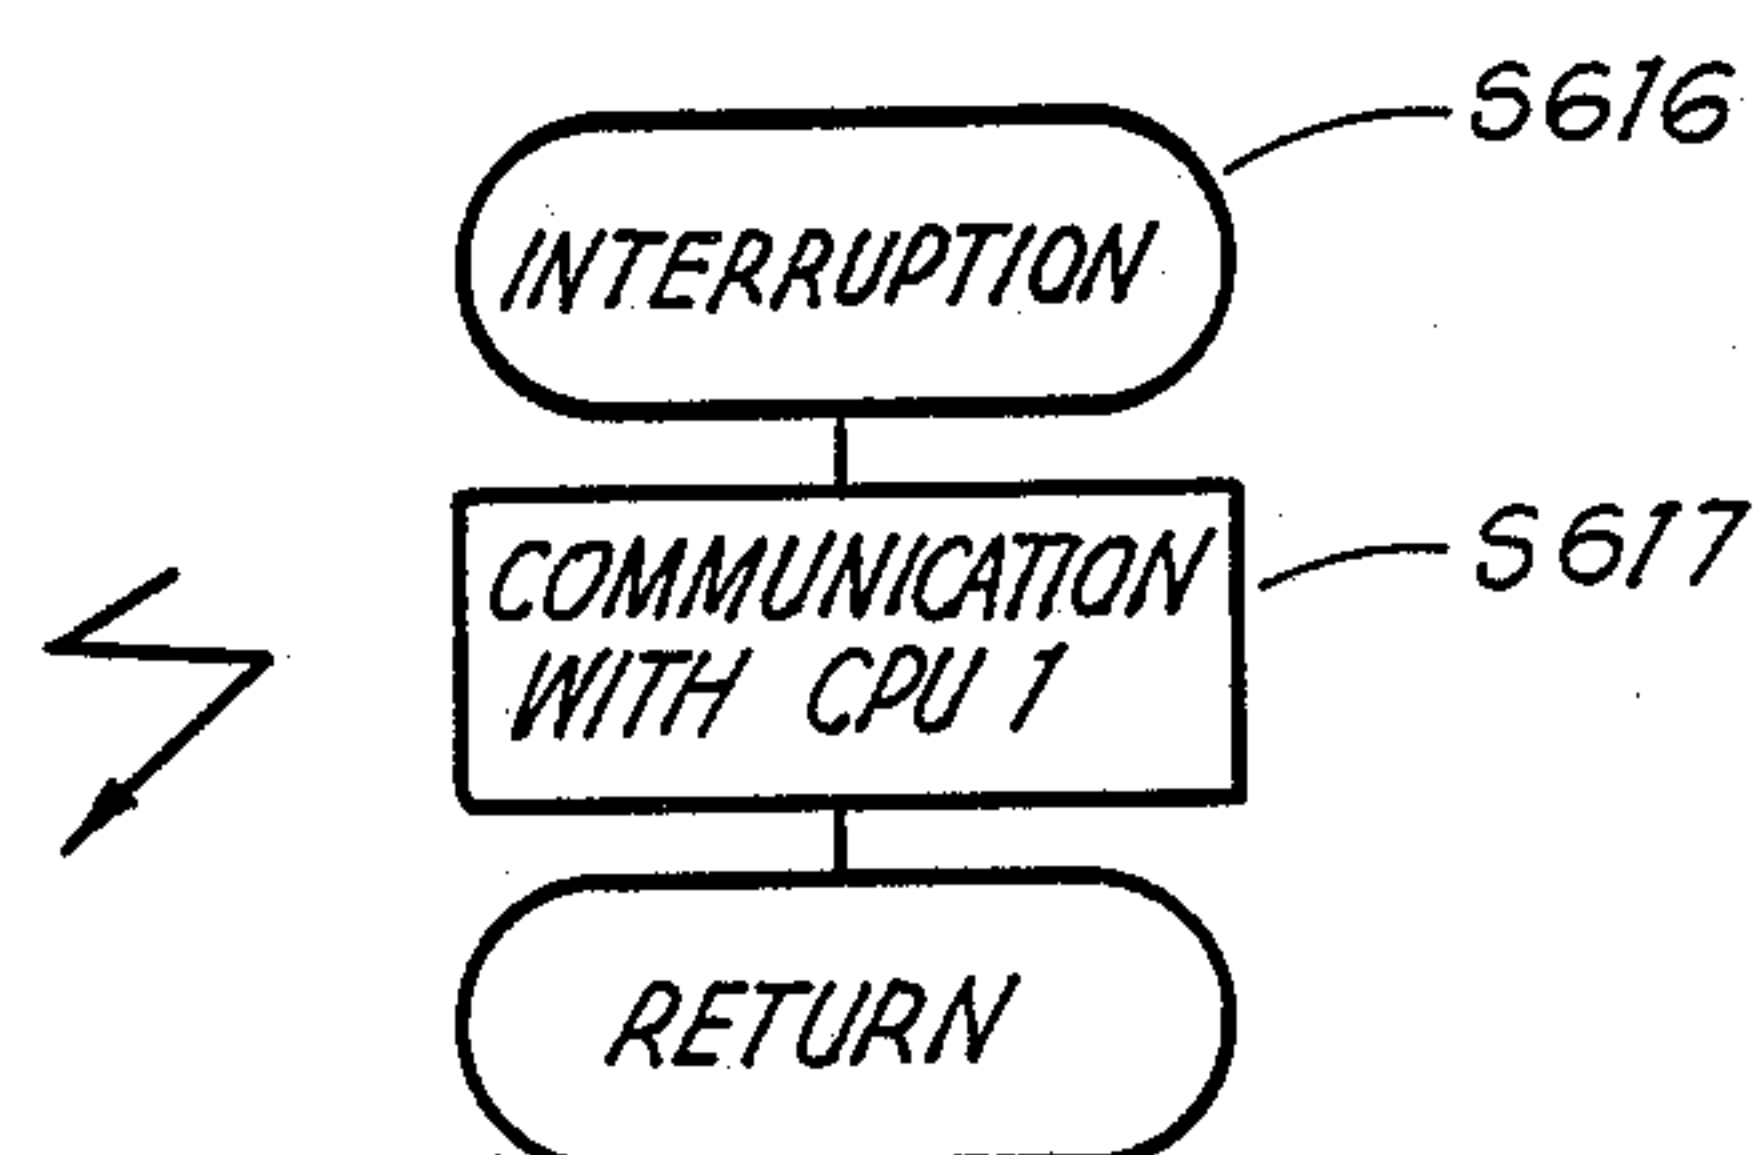 S616
INTERRUPTION
S617
COMMUNICATION
WITH CPU 1
RETURN